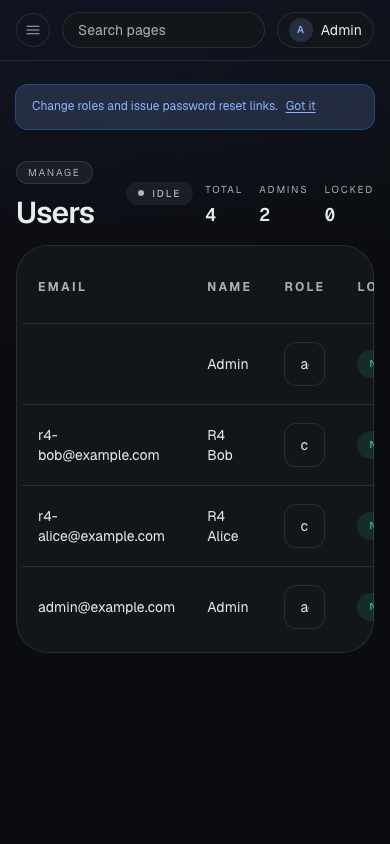 Search pages
A Admin
Change roles and issue password reset links. Got it
MANAGE
Users
IDLE
TOTAL ADMINS LOCKED
4 2 0
EMAIL NAME ROLE LO
Admin a N
r4-
bob@example.com
R4
Bob
c N
r4-
alice@example.com
R4
Alice
c N
admin@example.com Admin a N